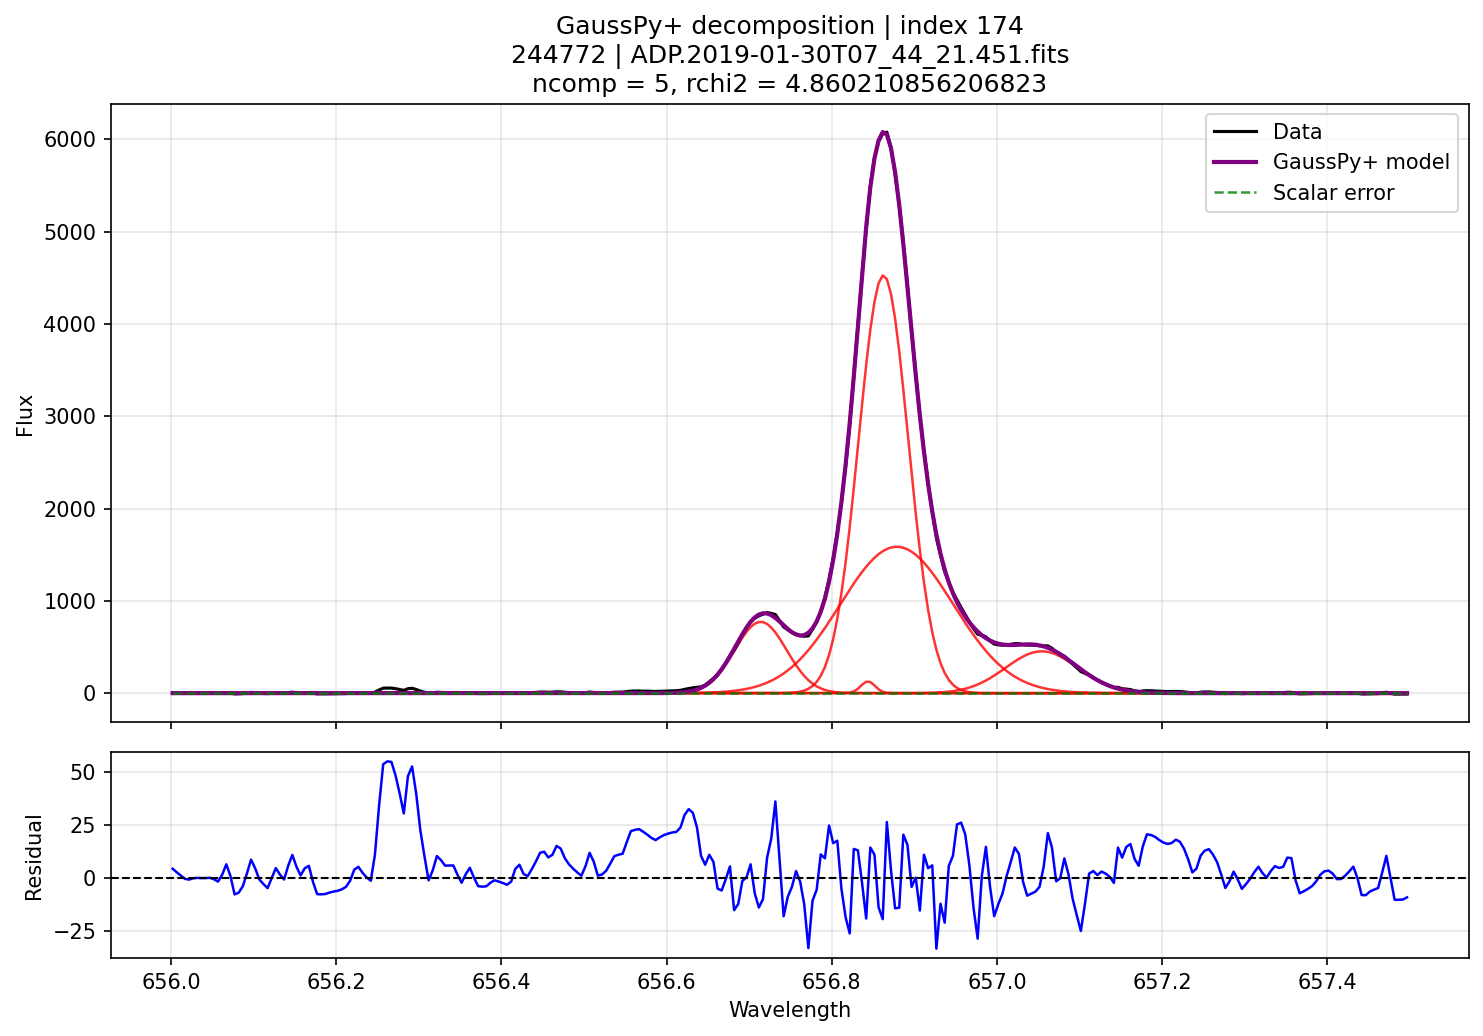 GaussPy+ decomposition | index 174
244772 | ADP.2019-01-30T07_44_21.451.fits
ncomp = 5, rchi2 = 4.860210856206823
Data
GaussPy+ model
Scalar error
Flux
6000
5000
4000
3000
2000
1000
0
Residual
50
25
0
−25
656.0 656.2 656.4 656.6 656.8 657.0 657.2 657.4
Wavelength